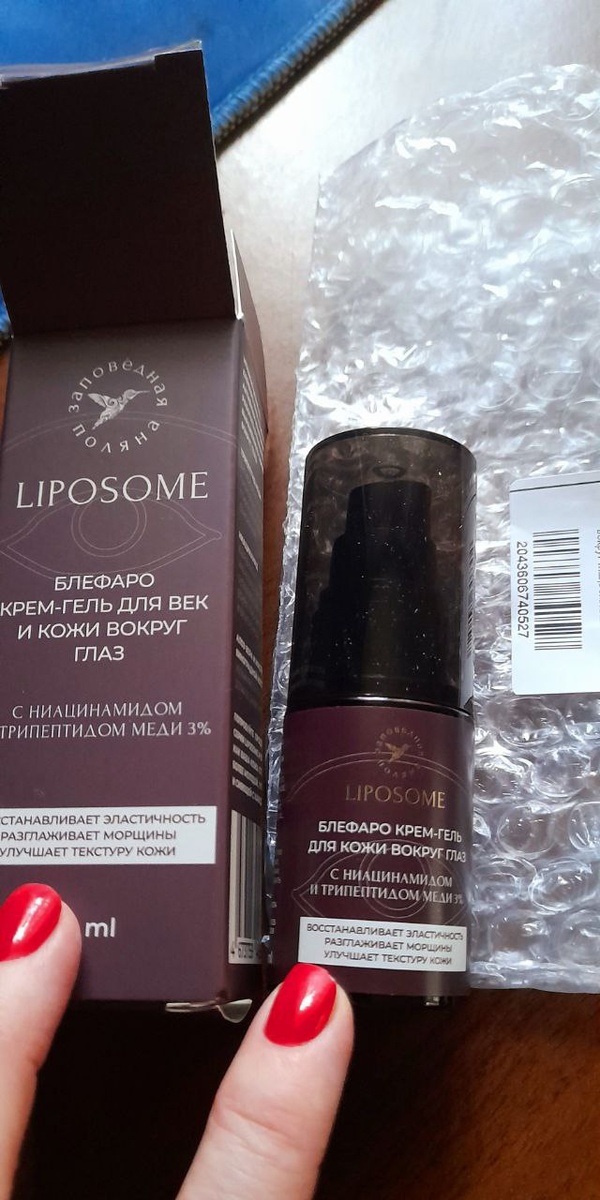 заповедная
поляна
LIPOSOME
БЛЕФАРО
КРЕМ-ГЕЛЬ ДЛЯ ВЕК
И КОЖИ ВОКРУГ
ГЛАЗ
С НИАЦИНАМИДОМ
ТРИПЕПТИДОМ МЕДИ 3%
РАЗГЛАЖИВАЕТ МОРЩИНЫ
УЛУЧШАЕТ ТЕКСТУРУ КОЖИ
ml
заповедная
поляна
LIPOSOME
БЛЕФАРО КРЕМ-ГЕЛЬ
ДЛЯ КОЖИ ВОКРУГ ГЛАЗ
С НИАЦИНАМИДОМ
И ТРИПЕПТИДОМ МЕДИ 3%
ВОССТАНАВЛИВАЕТ ЭЛАСТИЧНОСТЬ
РАЗГЛАЖИВАЕТ МОРЩИНЫ
УЛУЧШАЕТ ТЕКСТУРУ КОЖИ
2043606740527